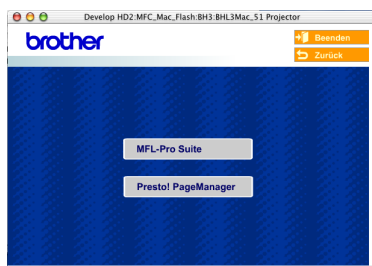 Develop HD2:MFC_Mac_Flash:BH3:BHL3Mac_51 Projector
brother
Beenden
Zurück
MFL-Pro Suite
Presto! PageManager